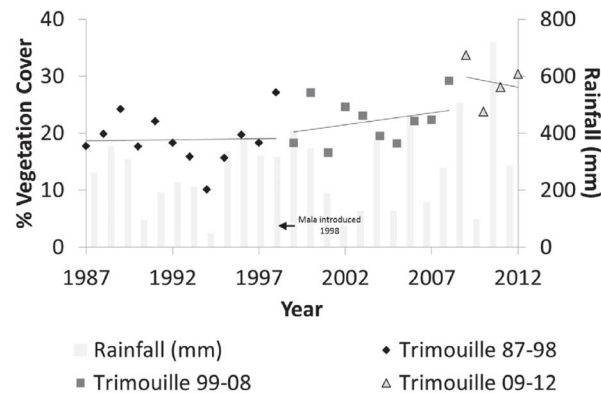 % Vegetation Cover
40
30
20
10
0
800
600
400
200
0
Rainfall (mm)
Mala introduced
1998
1987 1992 1997 2002 2007 2012
Year
Rainfall (mm) Trimouille 87-98
Trimouille 99-08 Trimouille 09-12